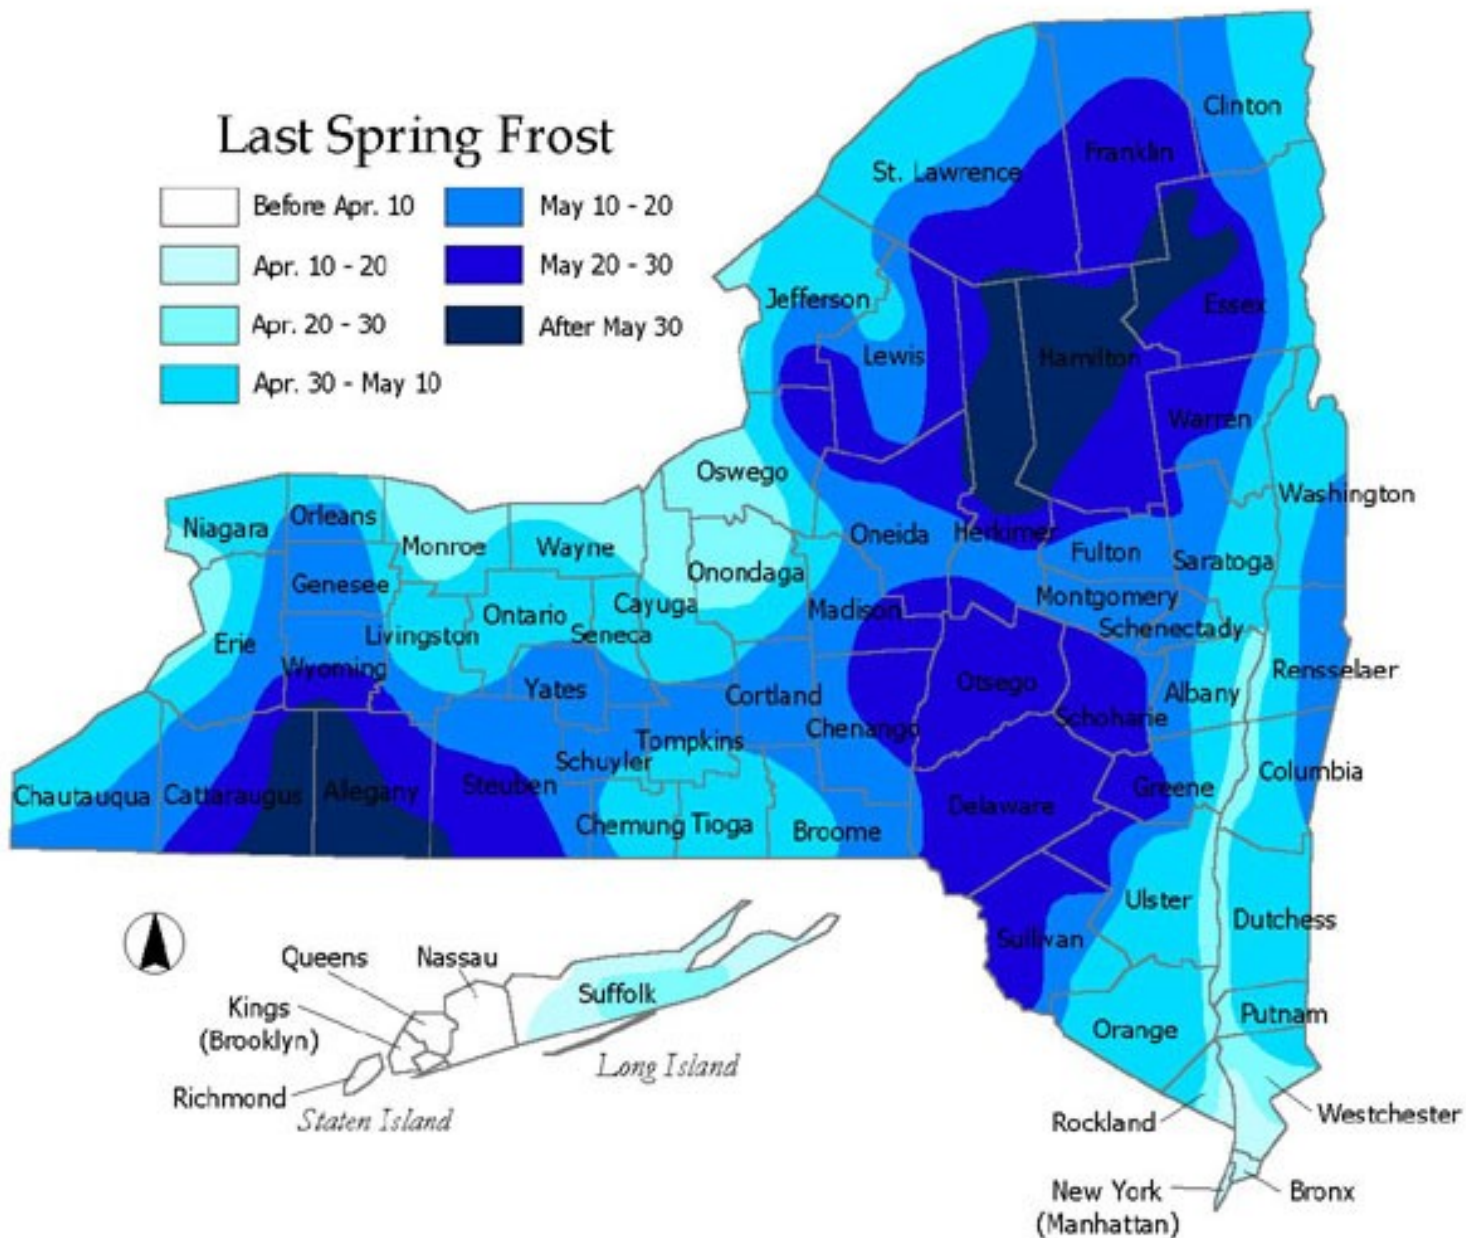 Last Spring Frost
Before Apr. 10
Apr. 10 - 20
Apr. 20 - 30
Apr. 30 - May 10
May 10 - 20
May 20 - 30
After May 30
Clinton
Franklin
St. Lawrence
Jefferson
Essex
Lewis
Hamilton
Warren
Oswego
Washington
Niagara
Orleans
Monroe
Wayne
Oneida
Herkimer
Fulton
Saratoga
Genesee
Onondaga
Ontario
Cayuga
Seneca
Madison
Montgomery
Schenectady
Erie
Livingston
Wyoming
Yates
Cortland
Otsego
Albany
Rensselaer
Chenango
Schoharie
Tompkins
Schuyler
Chautauqua
Cattaraugus
Allegany
Steuben
Delaware
Greene
Columbia
Chemung
Tioga
Broome
Ulster
Dutchess
Sullivan
Orange
Putnam
Queens
Nassau
Suffolk
Kings
(Brooklyn)
Richmond
Staten Island
Long Island
Rockland
Westchester
New York
(Manhattan)
Bronx